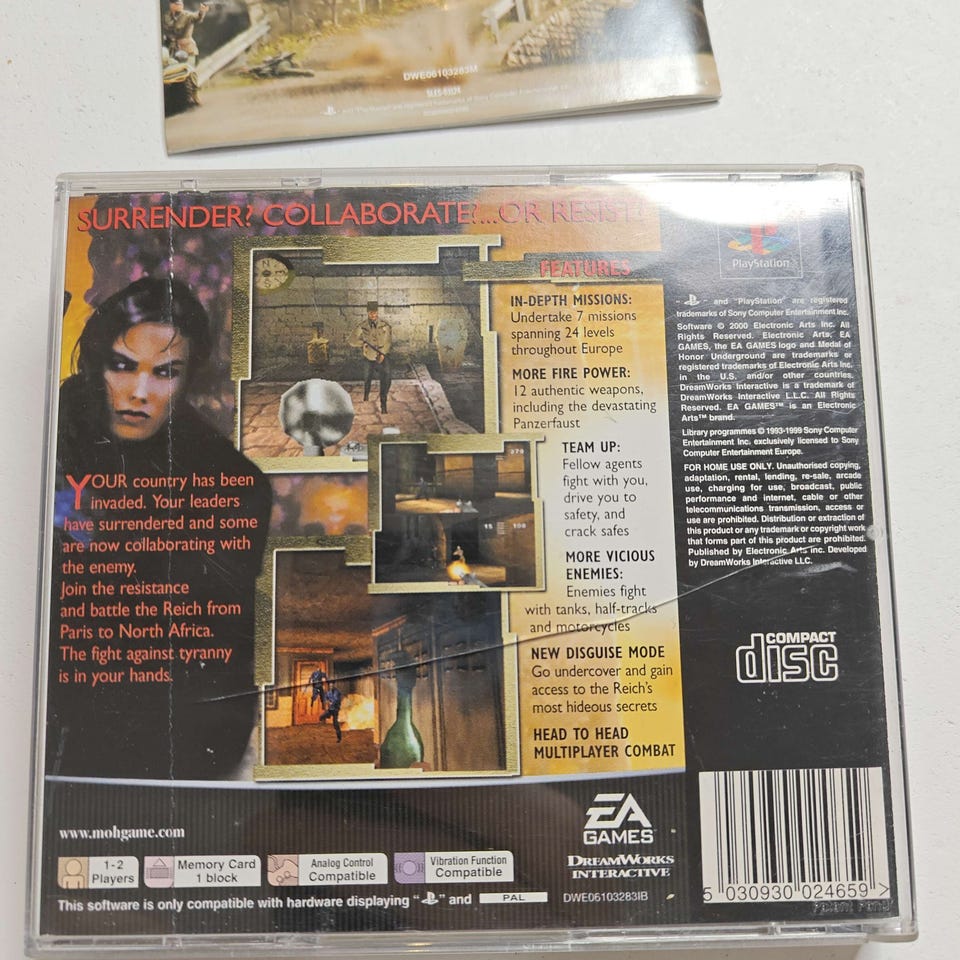 DWE06103283M
SLES-03124
SURRENDER? COLLABORATE?...OR RESIST?
PlayStation
FEATURES
IN-DEPTH MISSIONS:
Undertake 7 missions
spanning 24 levels
throughout Europe
MORE FIRE POWER:
12 authentic weapons,
including the devastating
Panzerfaust
TEAM UP:
Fellow agents
fight with you,
drive you to
safety, and
crack safes
MORE VICIOUS
ENEMIES:
Enemies fight
with tanks, half-tracks
and motorcycles
NEW DISGUISE MODE
Go undercover and gain
access to the Reich's
most hideous secrets
HEAD TO HEAD
MULTIPLAYER COMBAT
YOUR country has been
invaded. Your leaders
have surrendered and some
are now collaborating with
the enemy.
Join the resistance
and battle the Reich from
Paris to North Africa.
The fight against tyranny
is in your hands.
" " and "PlayStation" are registered
trademarks of Sony Computer Entertainment Inc.
Software © 2000 Electronic Arts Inc. All
Rights Reserved. Electronic Arts, EA
GAMES, the EA GAMES logo and Medal of
Honor Underground are trademarks or
registered trademarks of Electronic Arts Inc.
in the U.S. and/or other countries.
DreamWorks Interactive is a trademark of
DreamWorks Interactive L.L.C. All Rights
Reserved. EA GAMES™ is an Electronic
Arts™ brand.
Library programmes © 1993-1999 Sony Computer
Entertainment Inc. exclusively licensed to Sony
Computer Entertainment Europe.
FOR HOME USE ONLY. Unauthorised copying,
adaptation, rental, lending, re-sale, arcade
use, charging for use, broadcast, public
performance and internet, cable or other
telecommunications transmission, access or
use are prohibited. Distribution or extraction of
this product or any trademark or copyright work
that forms part of this product are prohibited.
Published by Electronic Arts Inc. Developed
by DreamWorks Interactive LLC.
COMPACT
disc
www.mohgame.com
EA
GAMES
DREAMWORKS
INTERACTIVE
1-2
Players
Memory Card
1 block
Analog Control
Compatible
Vibration Function
Compatible
This software is only compatible with hardware displaying " " and PAL
DWE06103283IB
5 030930 024659 >